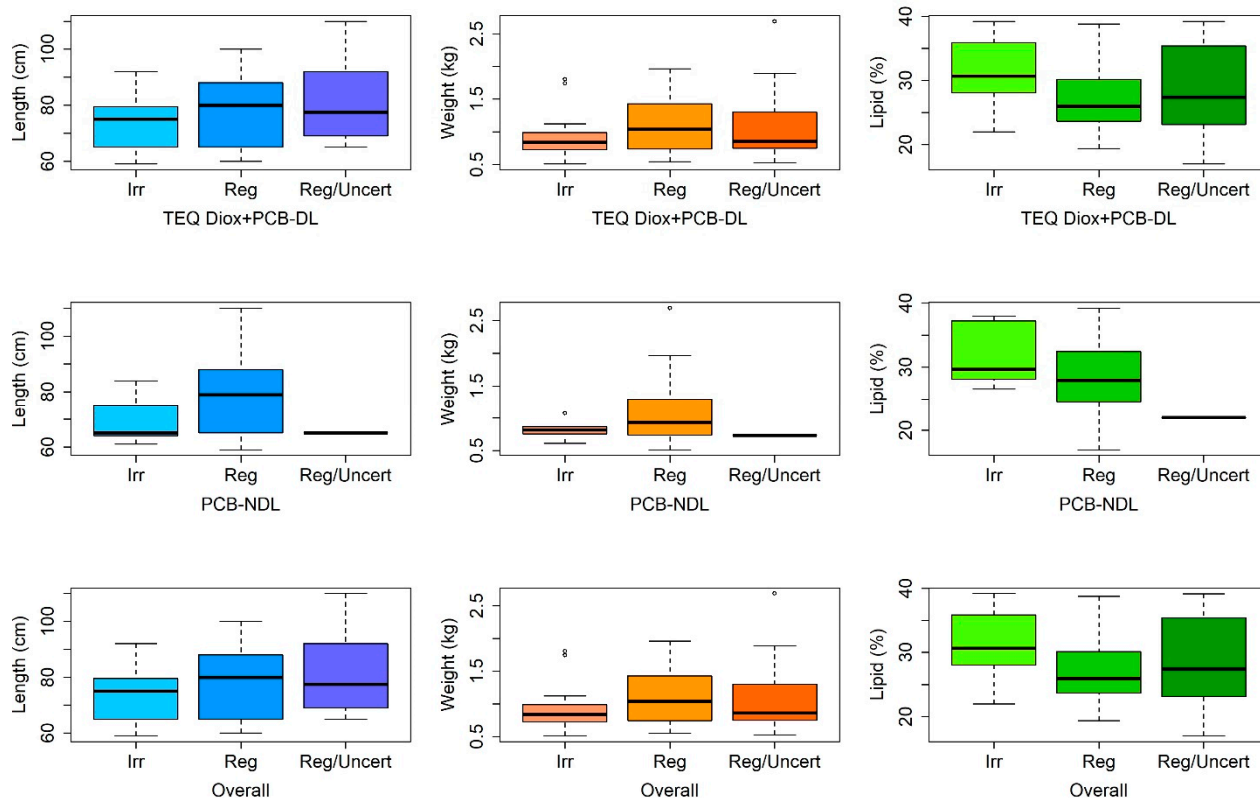 Length (cm)
60 80 100
Irr Reg Reg/Uncert
TEQ Diox+PCB-DL
Weight (kg)
0.5 1.5 2.5
Irr Reg Reg/Uncert
TEQ Diox+PCB-DL
Lipid (%)
20 30 40
Irr Reg Reg/Uncert
TEQ Diox+PCB-DL
Length (cm)
60 80 100
Irr Reg Reg/Uncert
PCB-NDL
Weight (kg)
0.5 1.5 2.5
Irr Reg Reg/Uncert
PCB-NDL
Lipid (%)
20 30 40
Irr Reg Reg/Uncert
PCB-NDL
Length (cm)
60 80 100
Irr Reg Reg/Uncert
Overall
Weight (kg)
0.5 1.5 2.5
Irr Reg Reg/Uncert
Overall
Lipid (%)
20 30 40
Irr Reg Reg/Uncert
Overall